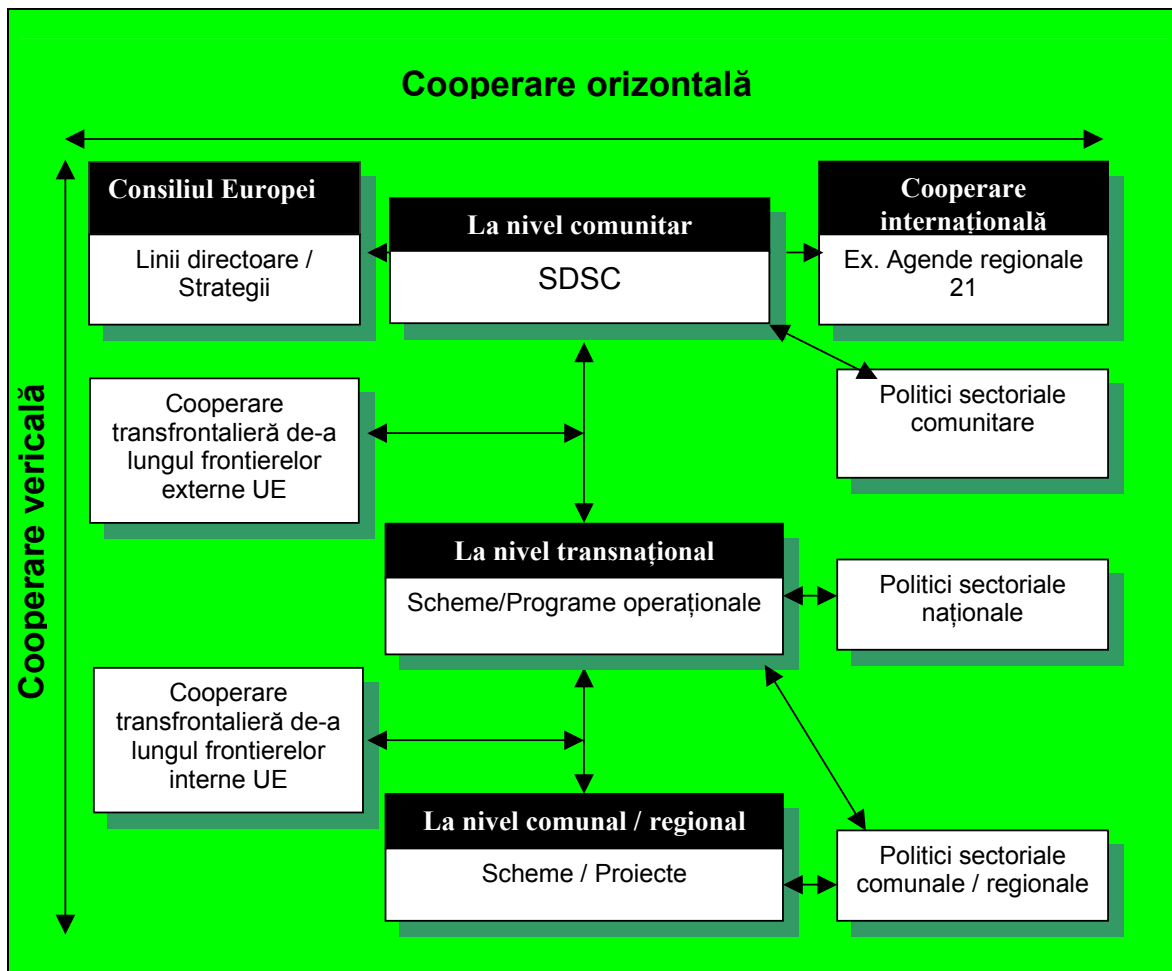 Cooperare orizontală
Cooperare vericală
Consiliul Europei
Linii directoare /
Strategii
La nivel comunitar
SDSC
Cooperare
internațională
Ex. Agende regionale
21
Cooperare
transfrontalieră de-a
lungul frontierelor
externe UE
Politici sectoriale
comunitare
La nivel transnațional
Scheme/Programe operaționale
Politici sectoriale
naționale
Cooperare
transfrontalieră de-a
lungul frontierelor
interne UE
La nivel comunal / regional
Scheme / Proiecte
Politici sectoriale
comunale / regionale